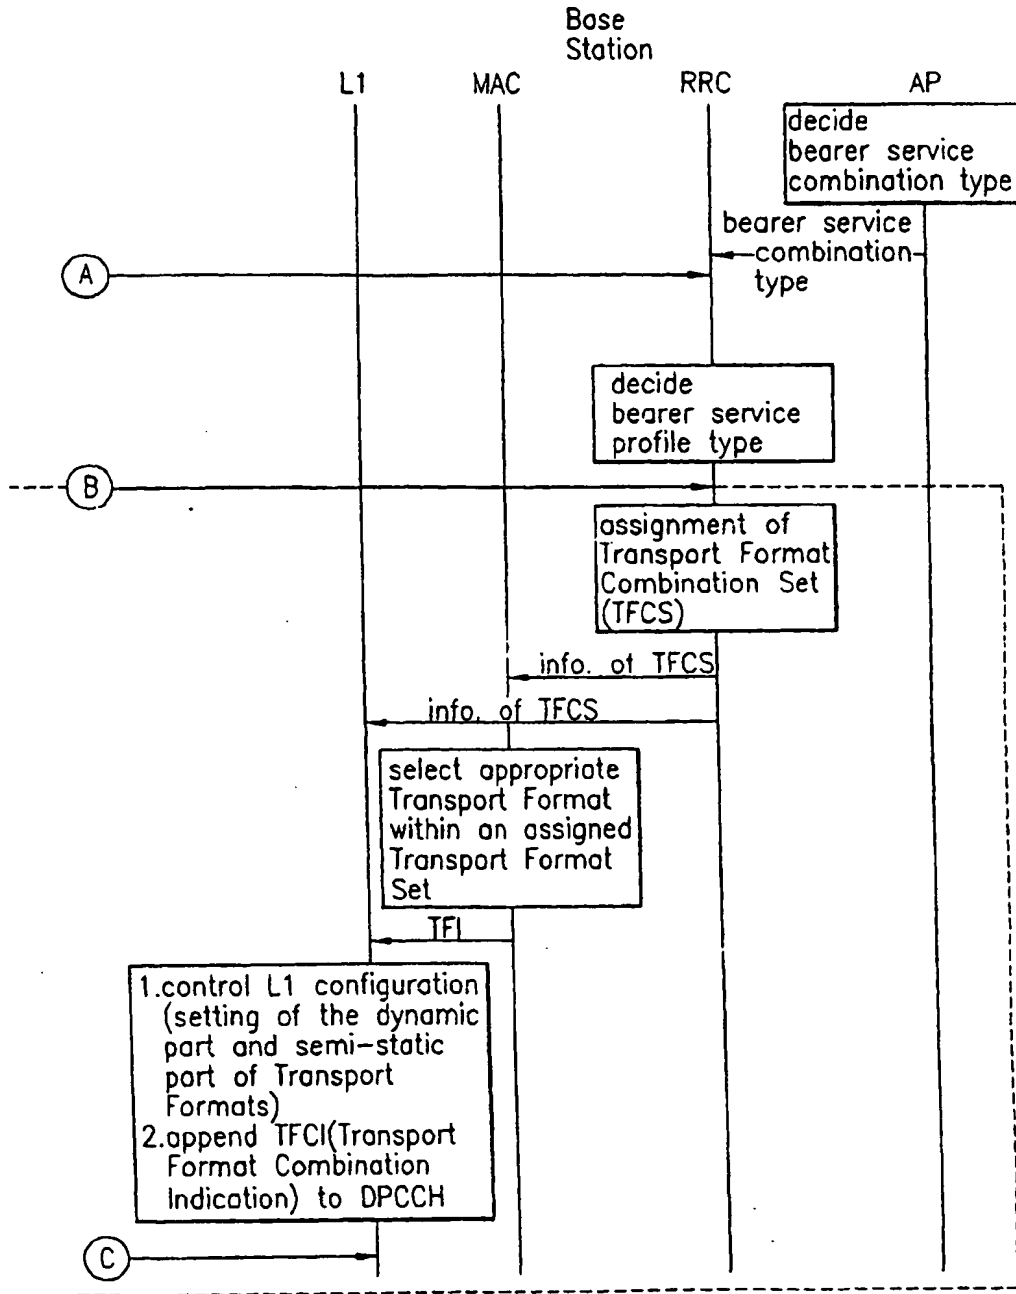 Base
Station
L1
MAC
RRC
AP
decide
bearer service
combination type
bearer service
combination
type
A
decide
bearer service
profile type
B
assignment of
Transport Format
Combination Set
(TFCS)
info. of TFCS
info. of TFCS
select appropriate
Transport Format
within an assigned
Transport Format
Set
TFI
1.control L1 configuration
(setting of the dynamic
part and semi-static
part of Transport
Formats)
2.append TFCI(Transport
Format Combination
Indication) to DPCCH
C